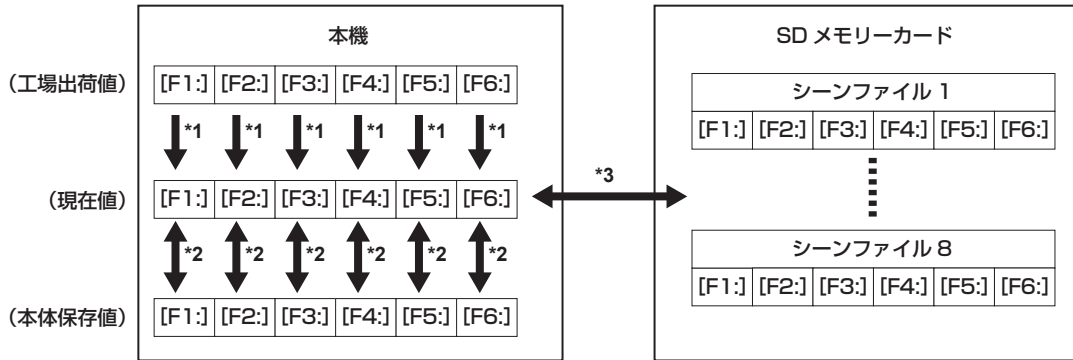 本機
SD メモリーカード
(工場出荷値) [F1:] [F2:] [F3:] [F4:] [F5:] [F6:]
シーンファイル 1
[F1:] [F2:] [F3:] [F4:] [F5:] [F6:]
*1 *1 *1 *1 *1 *1
*3
(現在値) [F1:] [F2:] [F3:] [F4:] [F5:] [F6:]
シーンファイル 8
[F1:] [F2:] [F3:] [F4:] [F5:] [F6:]
*2 *2 *2 *2 *2 *2
(本体保存値) [F1:] [F2:] [F3:] [F4:] [F5:] [F6:]